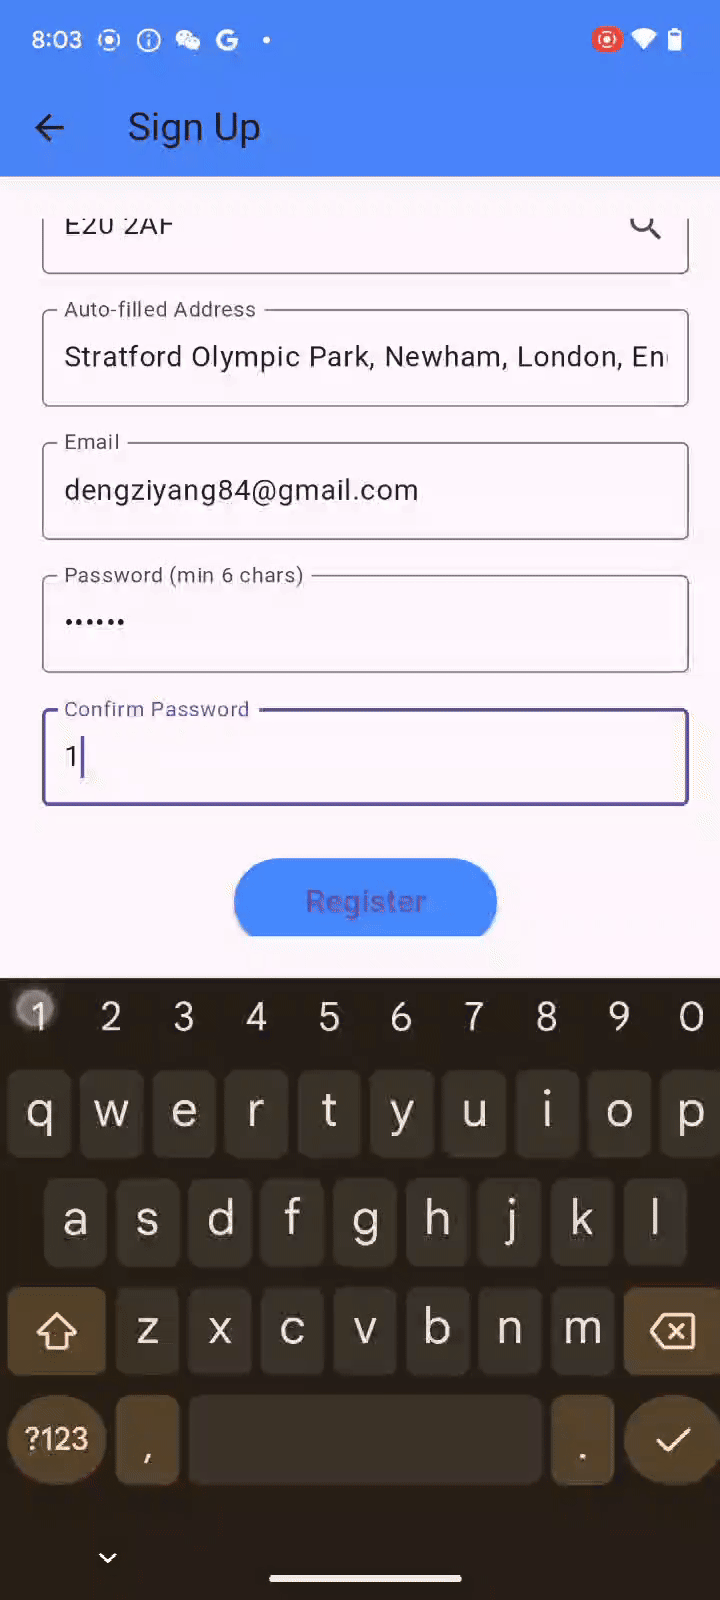 8:03
Sign Up
E20 2AF
Auto-filled Address
Stratford Olympic Park, Newham, London, En
Email
dengziyang84@gmail.com
Password (min 6 chars)
••••••
Confirm Password
1
Register
1 2 3 4 5 6 7 8 9 0
q w e r t y u i o p
a s d f g h j k l
z x c v b n m
?123 , .